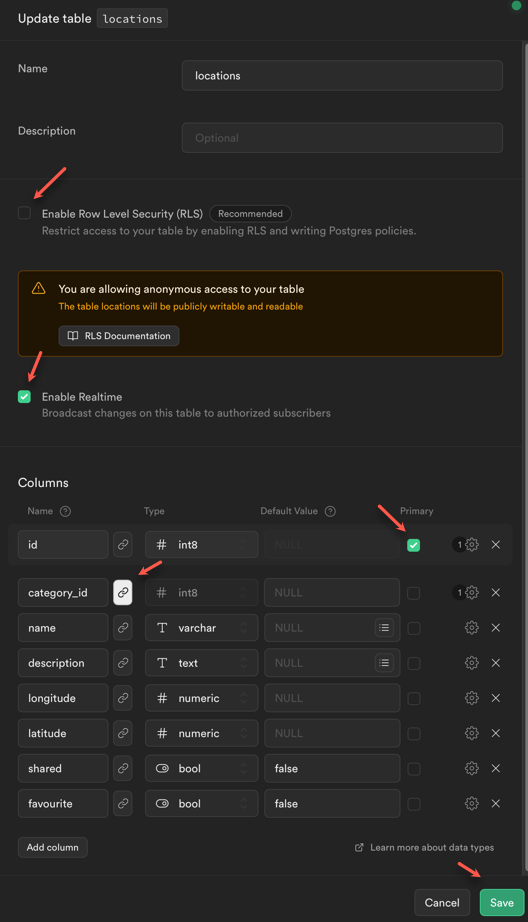 Update table locations
Name
locations
Description
Optional
Enable Row Level Security (RLS) Recommended
Restrict access to your table by enabling RLS and writing Postgres policies.
You are allowing anonymous access to your table
The table locations will be publicly writable and readable
RLS Documentation
Enable Realtime
Broadcast changes on this table to authorized subscribers
Columns
Name ? Type Default Value ? Primary
id # int8 NULL 1
category_id # int8 NULL 1
name T varchar NULL
description T text NULL
longitude # numeric NULL
latitude # numeric NULL
shared bool false
favourite bool false
Add column Learn more about data types
Cancel Save